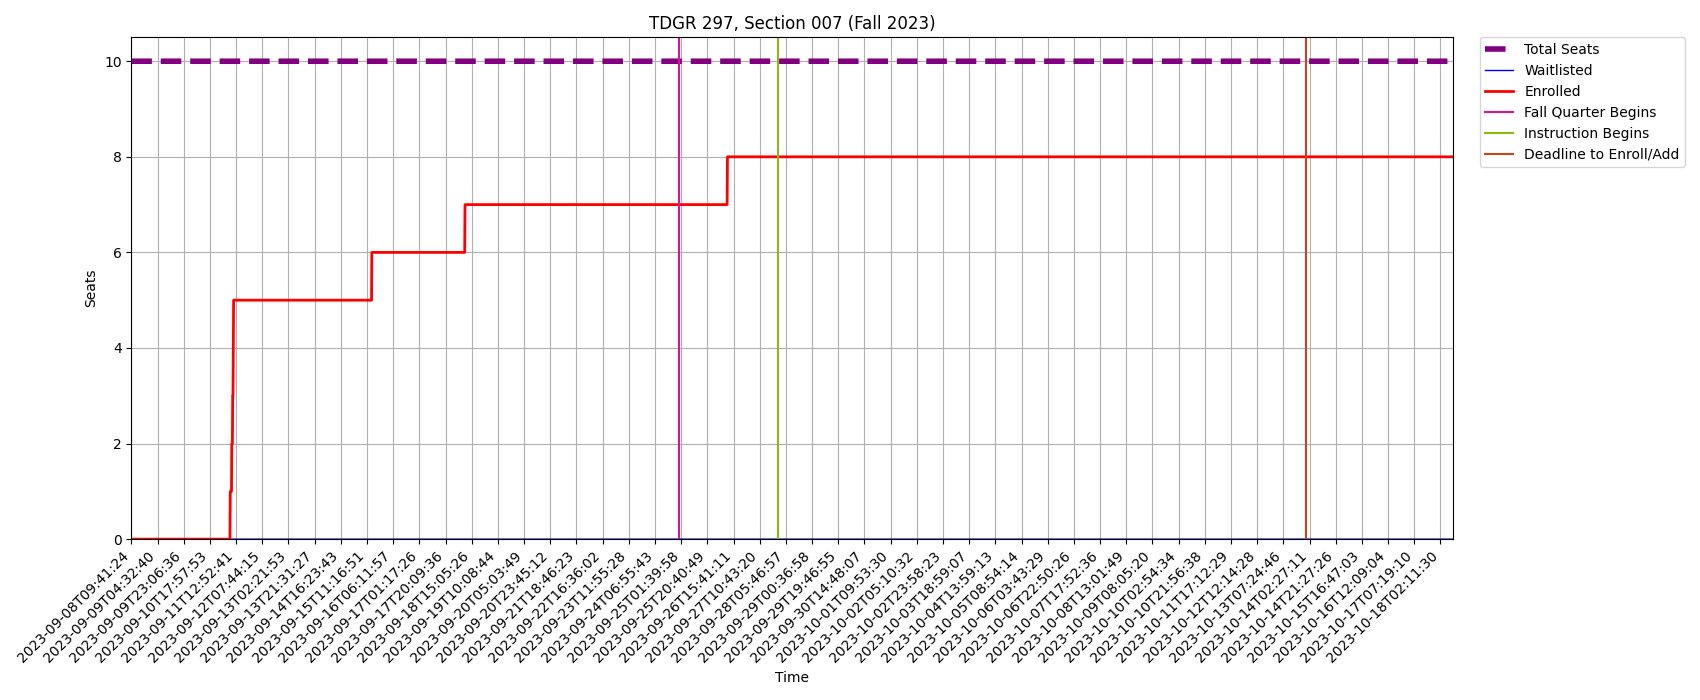 TDGR 297, Section 007 (Fall 2023)
10
8
6
4
2
0
Seats
2023-09-08T09:41:24
2023-09-09T04:32:40
2023-09-09T23:06:36
2023-09-10T17:57:53
2023-09-11T12:52:41
2023-09-12T07:44:15
2023-09-13T02:21:53
2023-09-13T21:31:27
2023-09-14T16:23:43
2023-09-15T11:16:51
2023-09-16T06:11:57
2023-09-17T01:17:26
2023-09-17T20:09:36
2023-09-18T15:05:26
2023-09-19T10:08:44
2023-09-20T05:03:49
2023-09-20T23:45:12
2023-09-21T18:46:23
2023-09-22T16:36:02
2023-09-23T11:55:28
2023-09-24T06:55:43
2023-09-25T01:39:58
2023-09-25T20:40:49
2023-09-26T15:41:11
2023-09-27T10:43:20
2023-09-28T05:46:57
2023-09-29T00:36:58
2023-09-29T19:46:55
2023-09-30T14:48:07
2023-10-01T09:53:30
2023-10-02T05:10:32
2023-10-02T23:58:23
2023-10-03T18:59:07
2023-10-04T13:59:13
2023-10-05T08:54:14
2023-10-06T03:43:29
2023-10-06T22:50:26
2023-10-07T17:52:36
2023-10-08T13:01:49
2023-10-09T08:05:20
2023-10-10T02:54:34
2023-10-10T21:56:38
2023-10-11T17:12:29
2023-10-12T12:14:28
2023-10-13T07:24:46
2023-10-14T02:27:11
2023-10-14T21:27:26
2023-10-15T16:47:03
2023-10-16T12:09:04
2023-10-17T07:19:10
2023-10-18T02:11:30
Time
Total Seats
Waitlisted
Enrolled
Fall Quarter Begins
Instruction Begins
Deadline to Enroll/Add